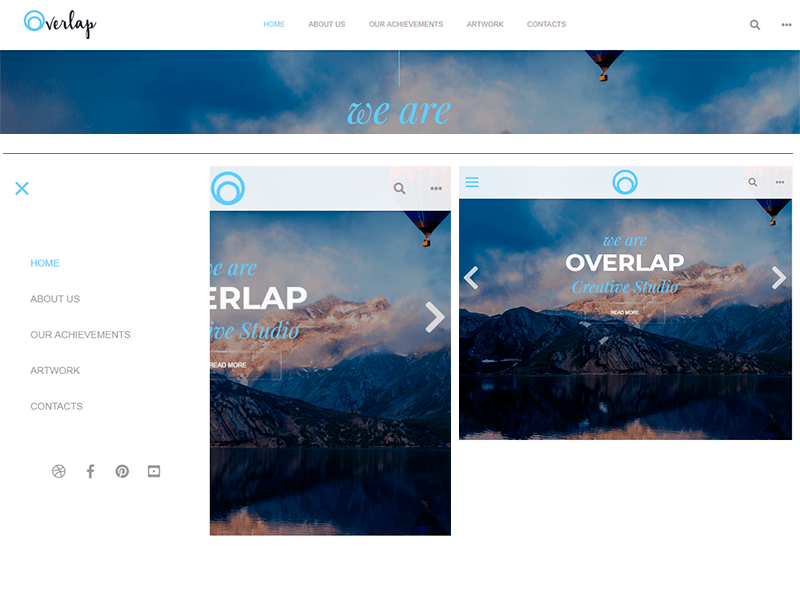 Overlap
HOME ABOUT US OUR ACHIEVEMENTS ARTWORK CONTACTS
we are
HOME
ABOUT US
OUR ACHIEVEMENTS
ARTWORK
CONTACTS
we are
ERLAP
ive Studio
READ MORE
we are
OVERLAP
Creative Studio
READ MORE